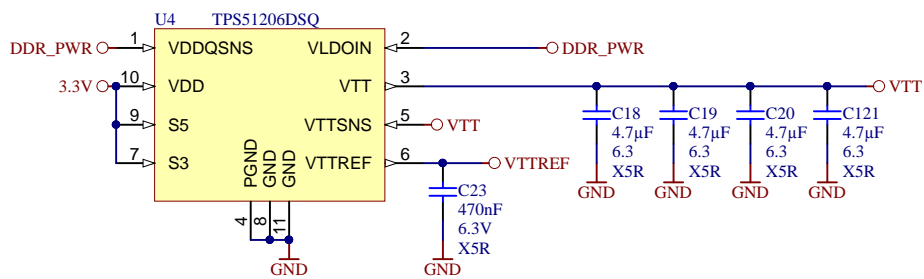 U4 TPS51206DSQ
DDR_PWR 1 VDDQSNS VLDOIN 2 DDR_PWR
3.3V 10 VDD VTT 3 VTT
9 S5 VTTSNS 5 VTT
7 S3 VTTREF 6 VTTREF
PGND GND GND
4 8 11
GND
C23
470nF
6.3V
X5R
GND
C18
4.7µF
6.3
X5R
GND
C19
4.7µF
6.3
X5R
GND
C20
4.7µF
6.3
X5R
GND
C121
4.7µF
6.3
X5R
GND